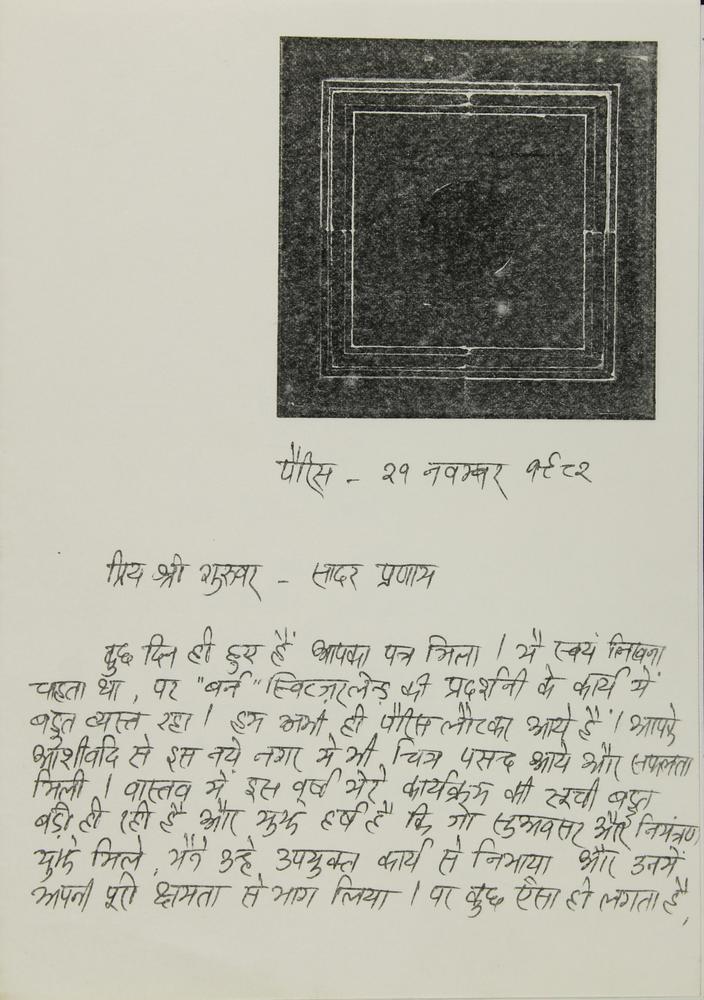 पैरिस - २१ नवम्बर १९८२
प्रिय श्री गुरुवर - सादर प्रणाम
कुछ दिन ही हुए हैं आपका पत्र मिला । मैं स्वयं लिखना
चाहता था, पर "बर्न" स्विटज़रलेन्ड की प्रदर्शनी के कार्य में
बहुत व्यस्त रहा । हम अभी ही पैरिस लौटकर आये हैं । आपके
आशीर्वाद से इस नये नगर में भी चित्र पसन्द आये और सफलता
मिली । वास्तव में इस वर्ष मेरे कार्यक्रम की सूची बहुत
बड़ी ही रही है और मुझे हर्ष है कि जो सुअवसर और निमंत्रण
मुझे मिले, मैंने उन्हे उपयुक्त कार्य से निभाया और उनमें
अपनी पूरी क्षमता से भाग लिया । पर कुछ ऐसा ही लगता है,